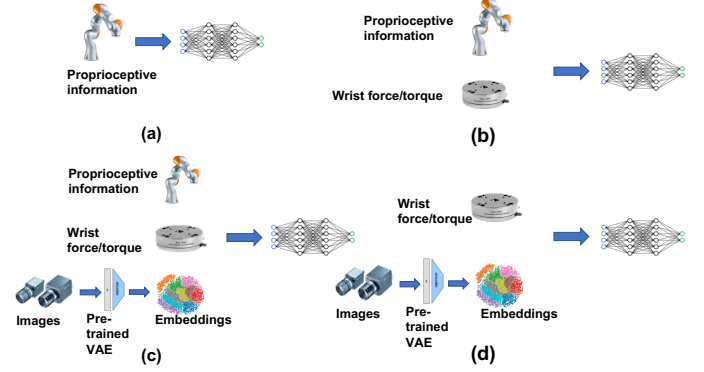 Proprioceptive
information
(a)
Proprioceptive
information
Wrist force/torque
(b)
Proprioceptive
information
Wrist
force/torque
Images
Pre-
trained
VAE
Embeddings
(c)
Wrist
force/torque
Images
Pre-
trained
VAE
Embeddings
(d)